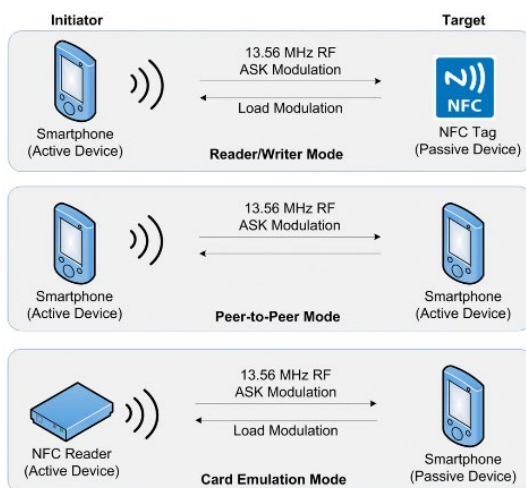 Initiator
Target
13.56 MHz RF
ASK Modulation
Load Modulation
NFC
Smartphone
(Active Device)
NFC Tag
(Passive Device)
Reader/Writer Mode
13.56 MHz RF
ASK Modulation
Smartphone
(Active Device)
Smartphone
(Active Device)
Peer-to-Peer Mode
13.56 MHz RF
ASK Modulation
Load Modulation
NFC Reader
(Active Device)
Smartphone
(Passive Device)
Card Emulation Mode